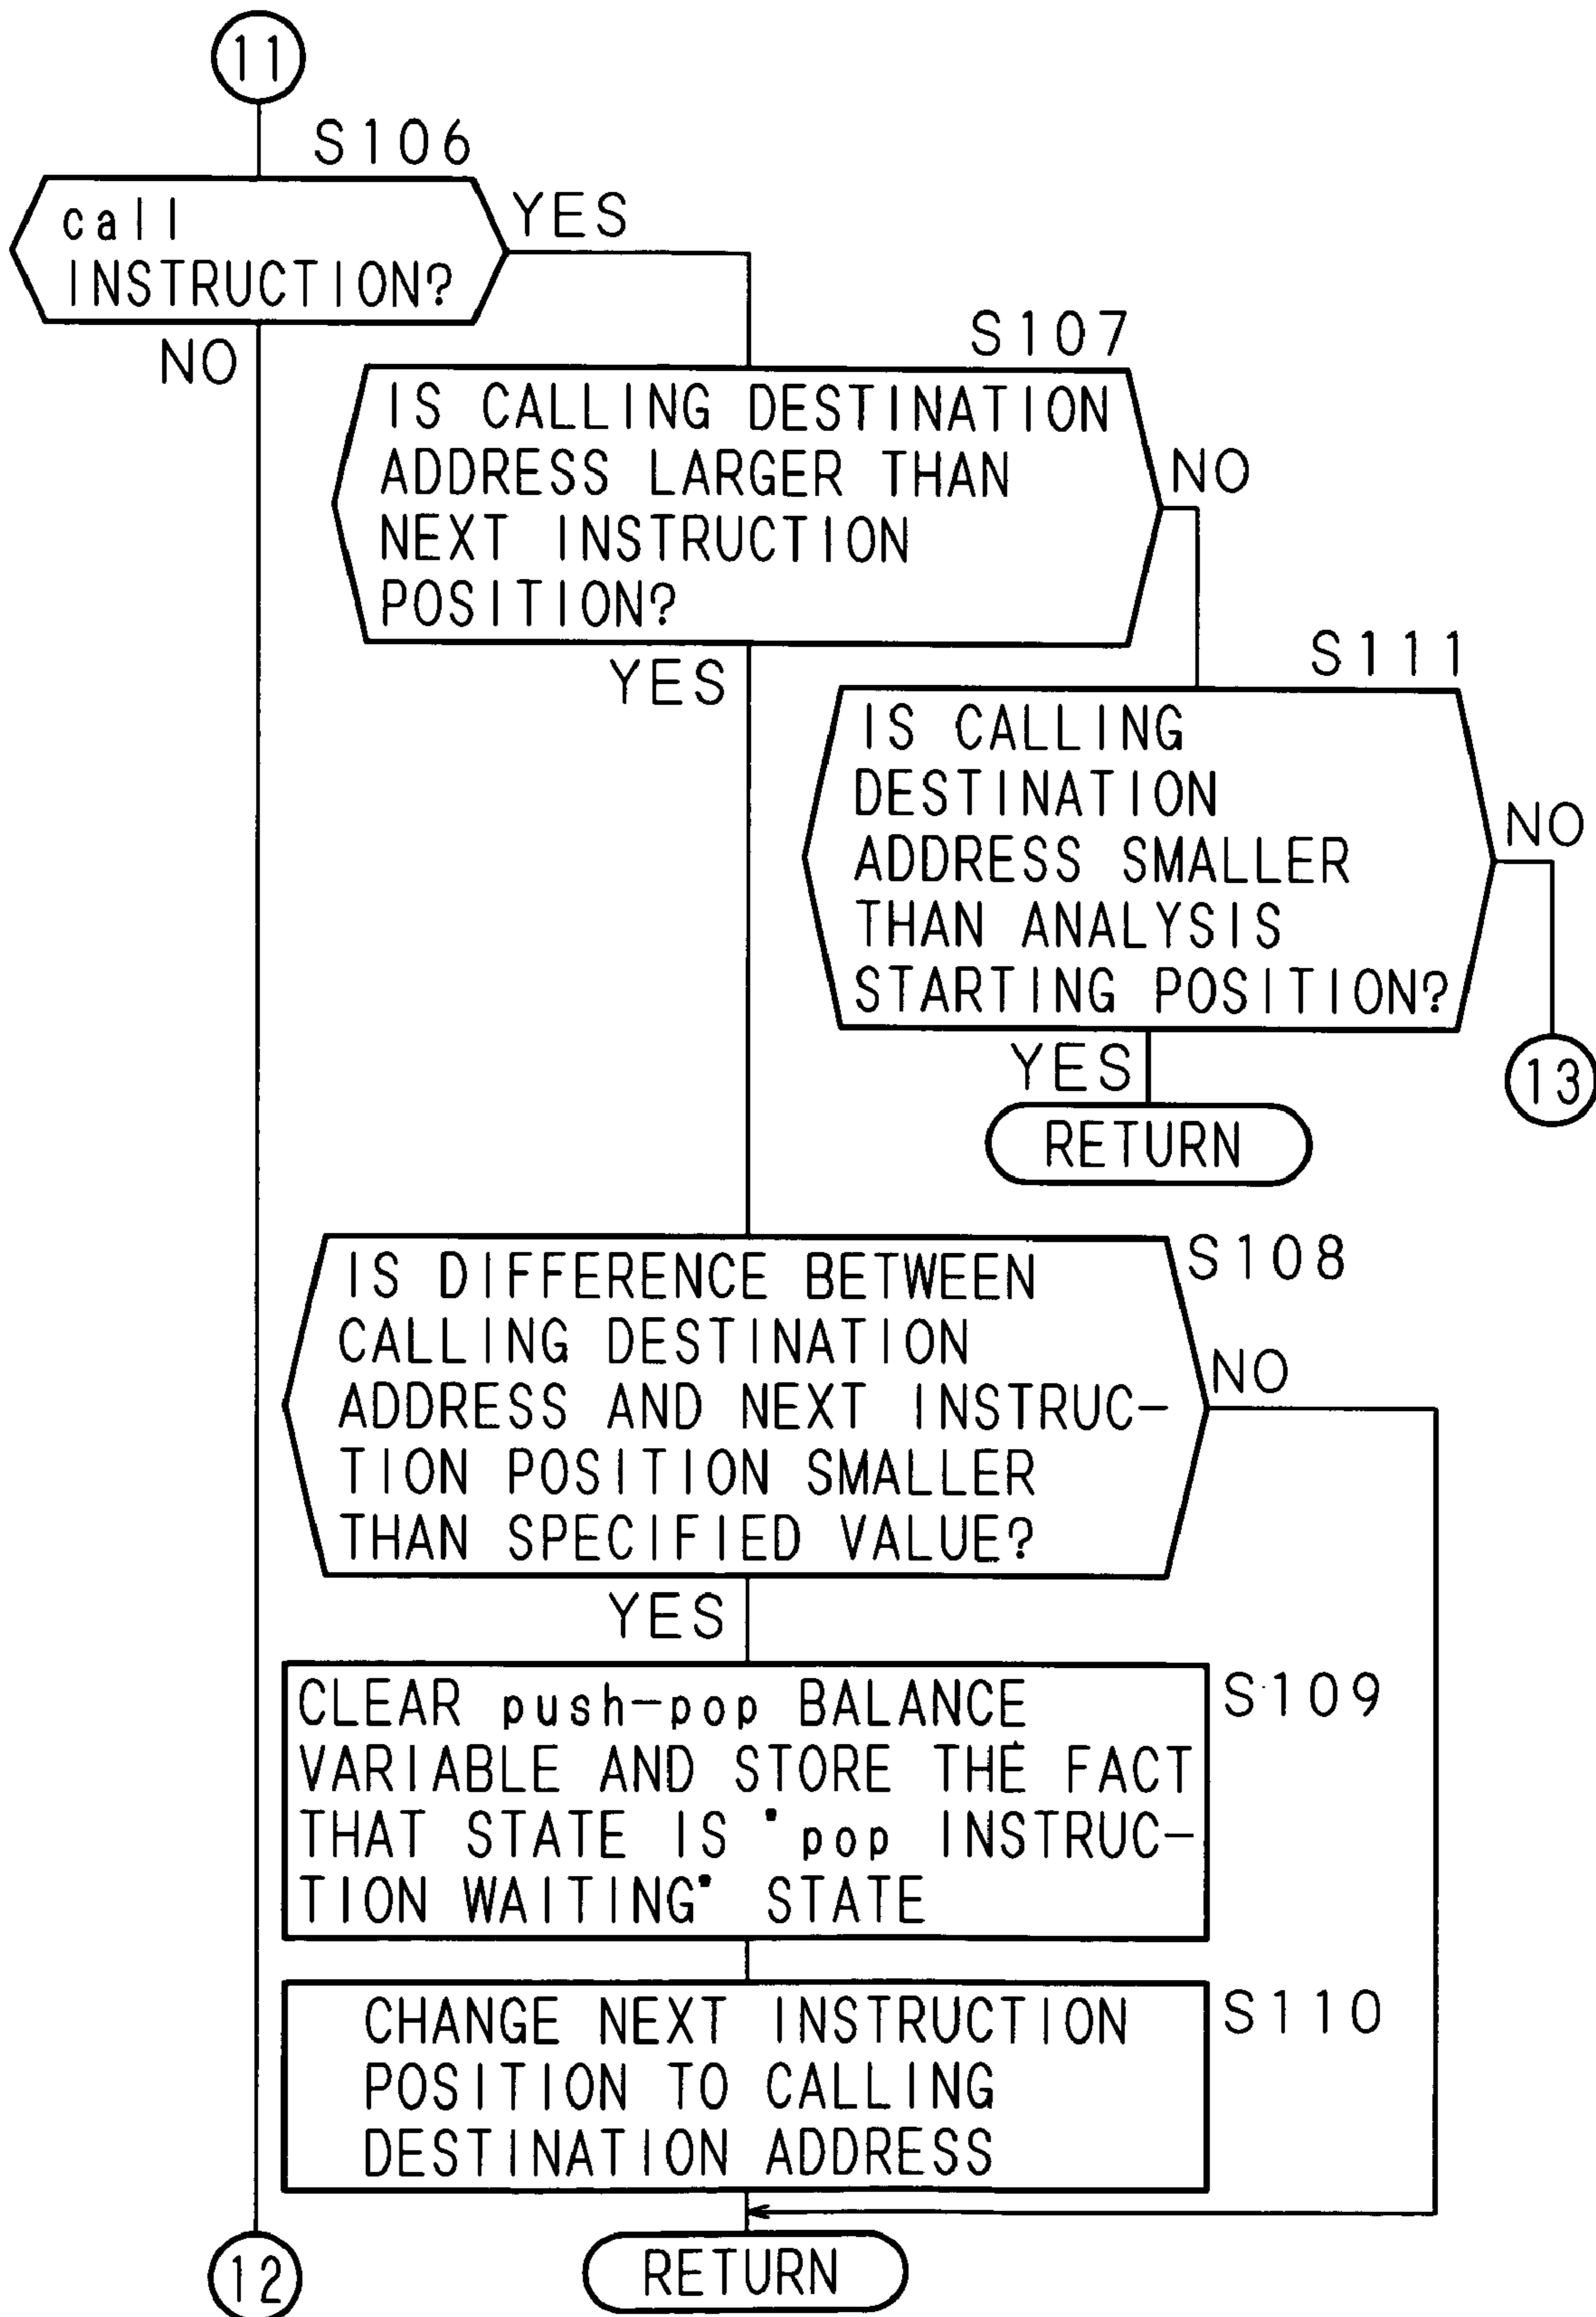 11
S106
call
INSTRUCTION?
YES
NO
S107
IS CALLING DESTINATION
ADDRESS LARGER THAN
NEXT INSTRUCTION
POSITION?
NO
YES
S111
IS CALLING
DESTINATION
ADDRESS SMALLER
THAN ANALYSIS
STARTING POSITION?
NO
YES
13
RETURN
S108
IS DIFFERENCE BETWEEN
CALLING DESTINATION
ADDRESS AND NEXT INSTRUC-
TION POSITION SMALLER
THAN SPECIFIED VALUE?
NO
YES
S109
CLEAR push-pop BALANCE
VARIABLE AND STORE THE FACT
THAT STATE IS "pop INSTRUC-
TION WAITING" STATE
S110
CHANGE NEXT INSTRUCTION
POSITION TO CALLING
DESTINATION ADDRESS
12
RETURN